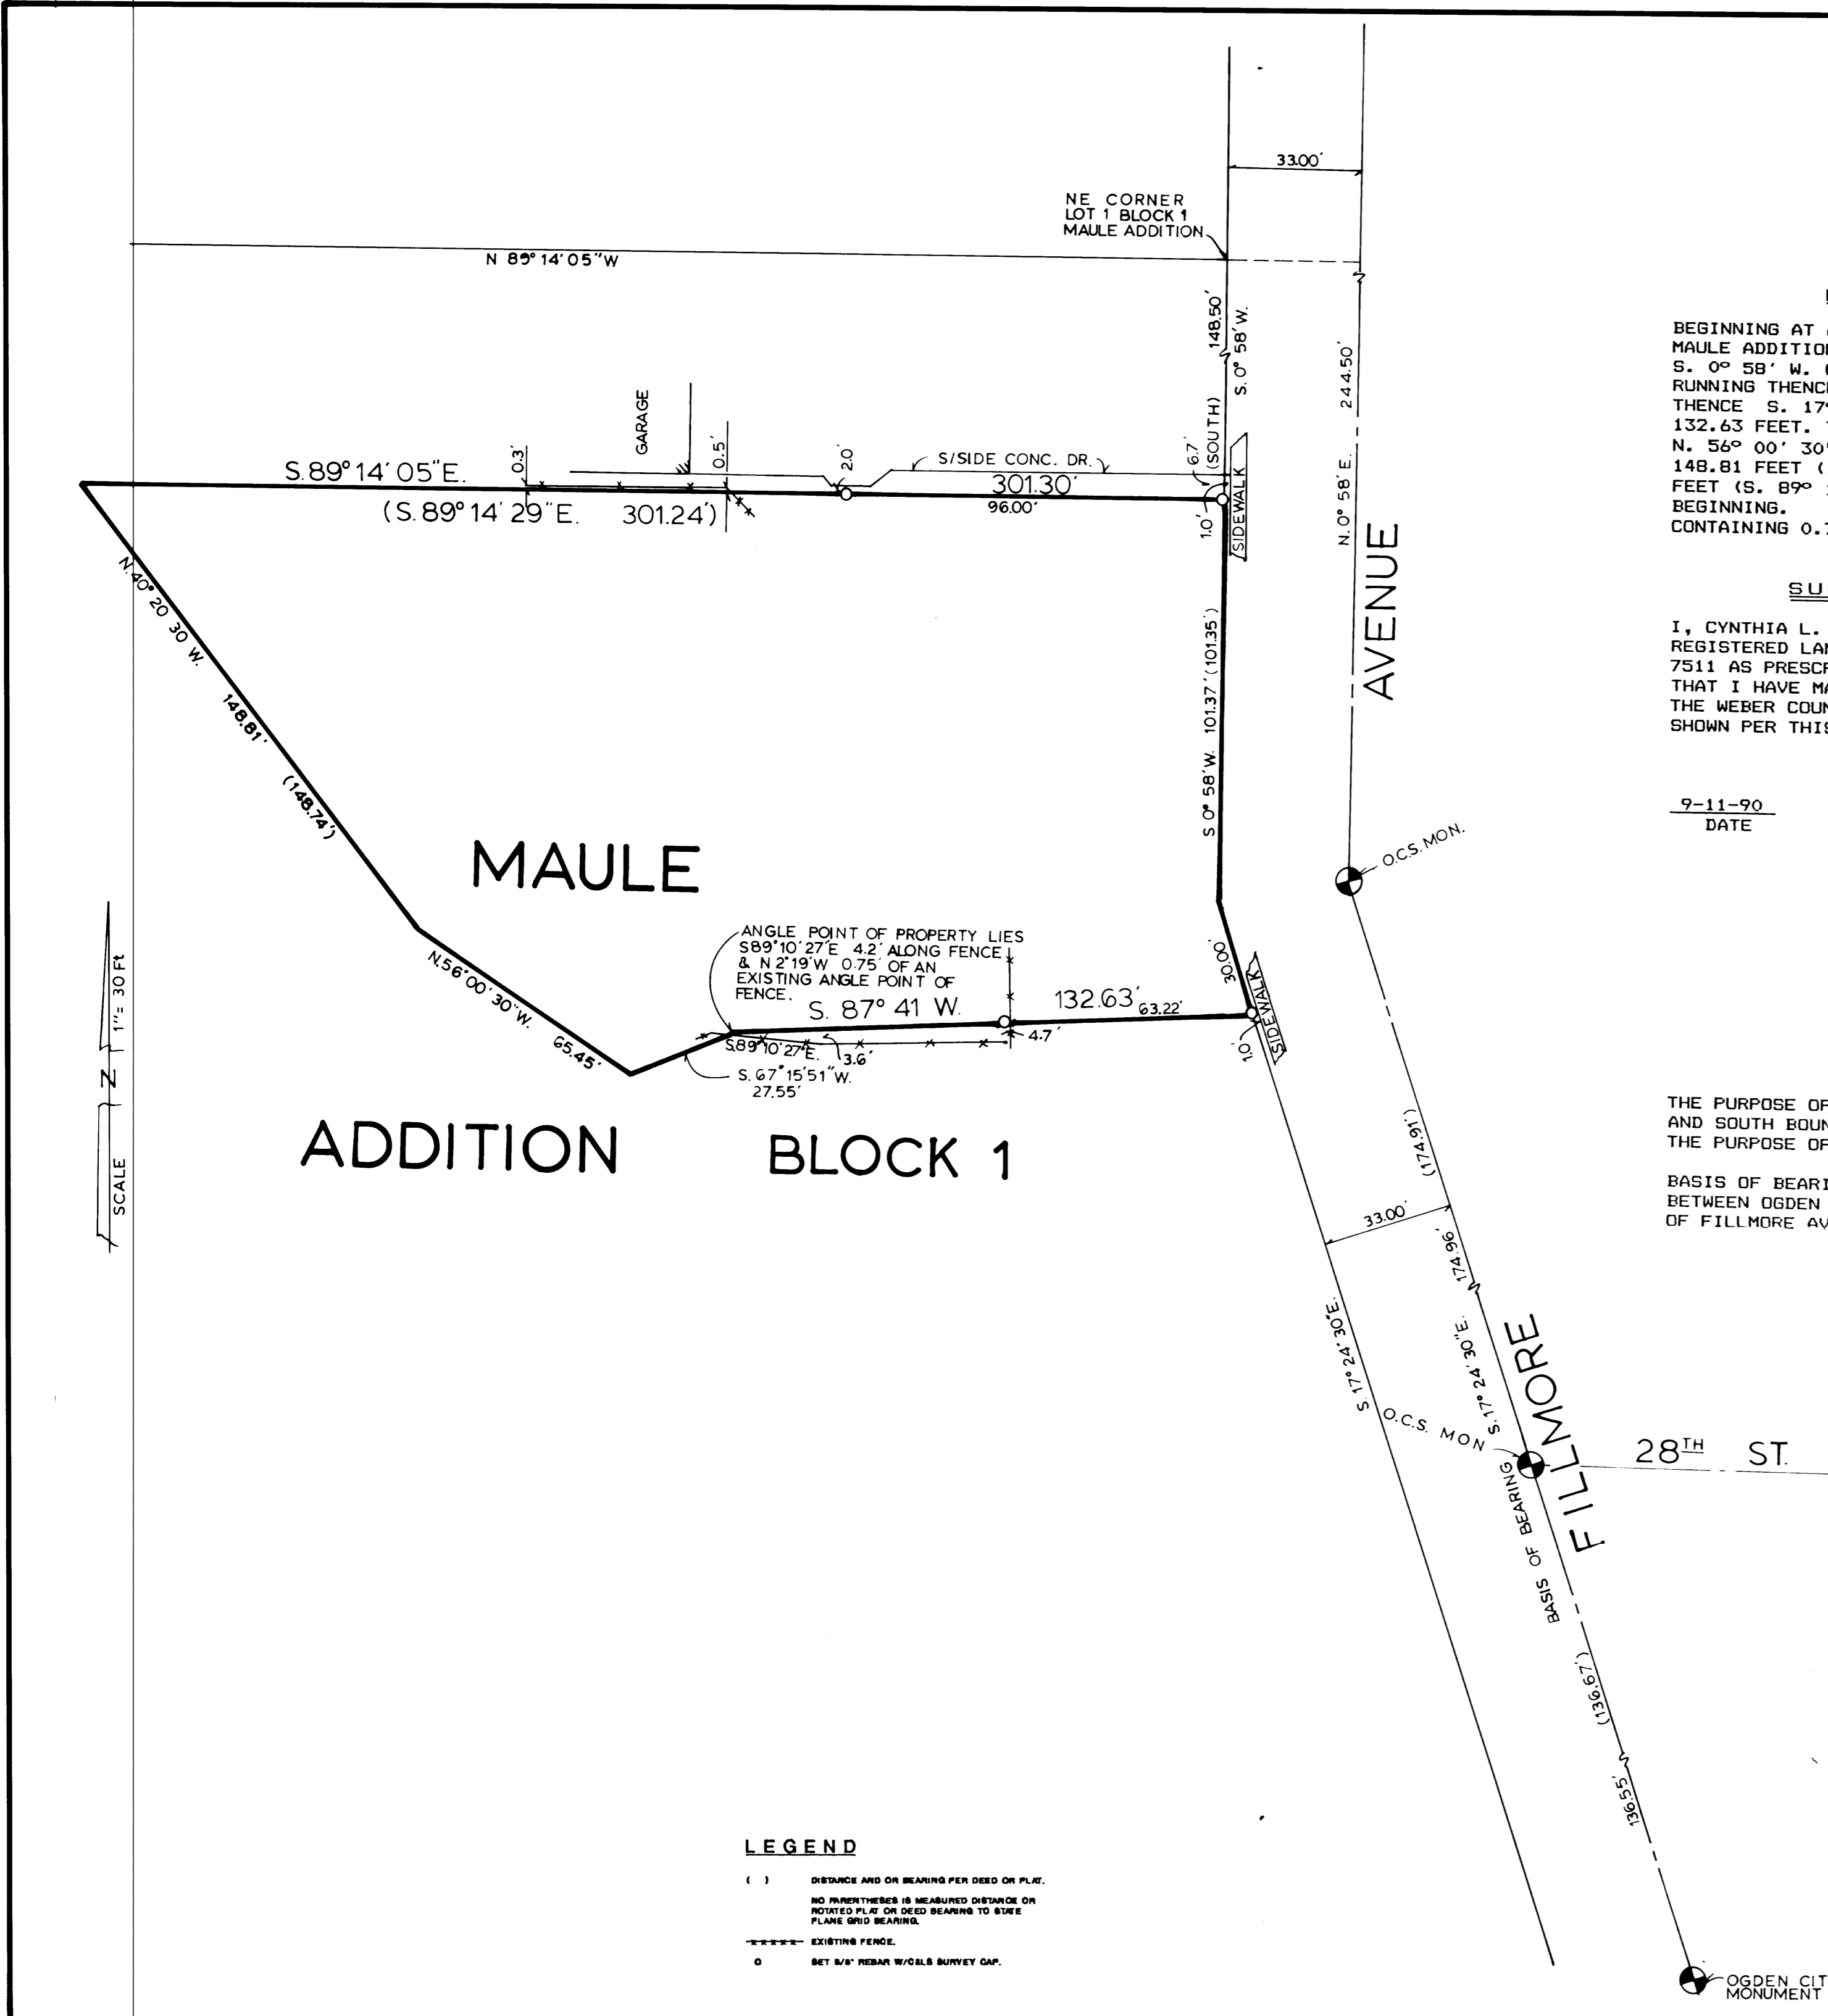 33.00'
NE CORNER
LOT 1 BLOCK 1
MAULE ADDITION
N 89° 14' 05" W
148.50'
S. 0° 58' W.
(SOUTH)
244.50'
N. 0° 58' E.
GARAGE
0.3'
0.5'
2.0'
6.7'
S/SIDE CONC. DR.
S. 89° 14' 05" E.
301.30'
(S. 89° 14' 29" E. 301.24')
96.00'
1.0'
SIDEWALK
AVENUE
N. 40° 20 30 W.
148.81'
(148.74')
S 0° 58' W. 101.37' (101.35')
O.C.S. MON.
MAULE
ANGLE POINT OF PROPERTY LIES
S89° 10' 27" E 4.2' ALONG FENCE
& N 2° 19' W 0.75' OF AN
EXISTING ANGLE POINT OF
FENCE.
S. 87° 41 W.
132.63'
63.22'
30.00'
SIDEWALK
1.0'
4.7'
S89° 10' 27" E.
3.6'
S. 67° 15' 51" W.
27.55'
N. 56° 00' 30" W.
65.45'
1" = 30 Ft
N
SCALE
ADDITION BLOCK 1
(174.91')
33.00'
174.96'
S. 17° 24' 30" E.
S. 17° 24' 30" E.
O.C.S. MON
FILLMORE
28TH ST.
BASIS OF BEARING
(136.67')
136.55'
OGDEN CIT
MONUMENT
BEGINNING AT
MAULE ADDITIO
S. 0° 58' W. (
RUNNING THENC
THENCE S. 17°
132.63 FEET.
N. 56° 00' 30"
148.81 FEET (
FEET (S. 89°
BEGINNING.
CONTAINING 0.
SU
I, CYNTHIA L.
REGISTERED LA
7511 AS PRESC
THAT I HAVE M
THE WEBER COUN
SHOWN PER THIS
9-11-90
DATE
THE PURPOSE OF
AND SOUTH BOUN
THE PURPOSE OF
BASIS OF BEARI
BETWEEN OGDEN
OF FILLMORE AV
LEGEND
( ) DISTANCE AND OR BEARING PER DEED OR PLAT.
NO PARENTHESES IS MEASURED DISTANCE OR
ROTATED PLAT OR DEED BEARING TO STATE
PLANE GRID BEARING.
EXISTING FENCE.
SET 5/8" REBAR W/C&LS SURVEY CAP.